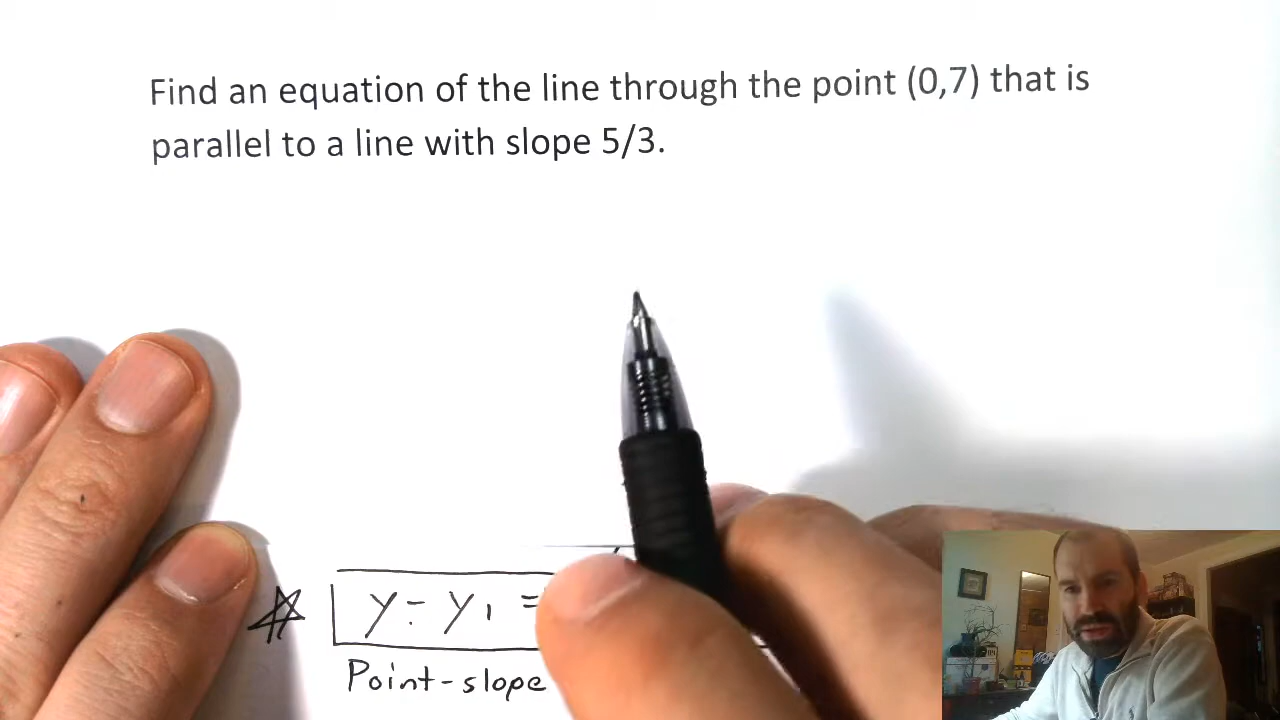 Find an equation of the line through the point (0,7) that is
parallel to a line with slope 5/3.
y - y₁ =
Point-slope